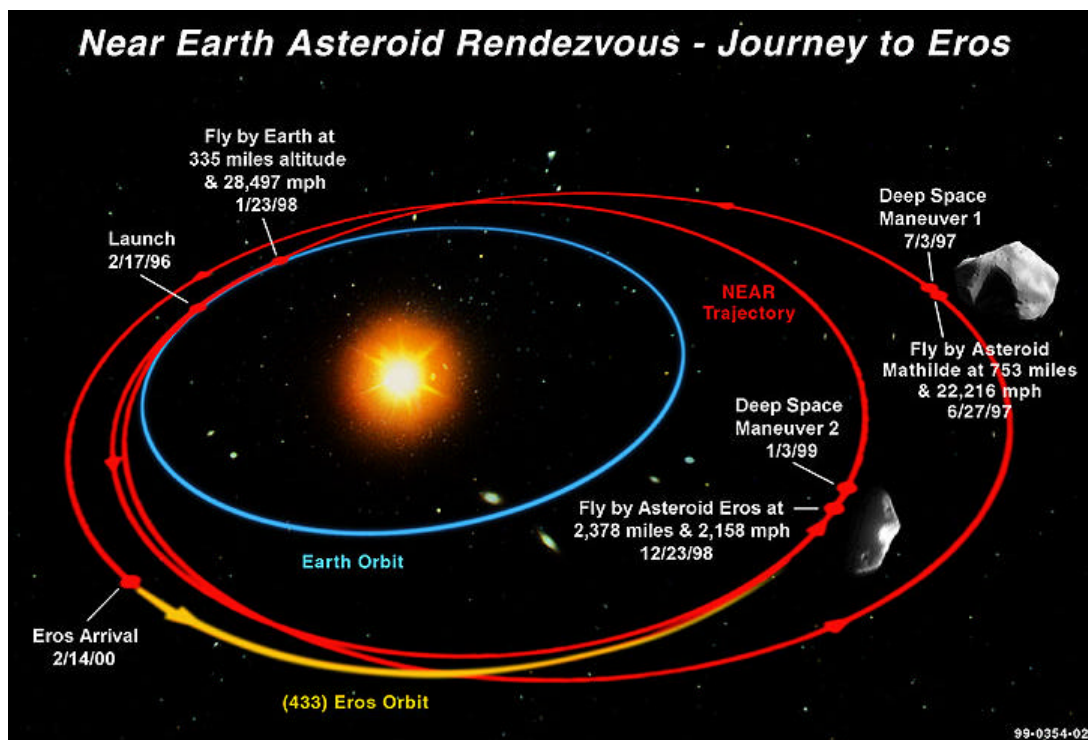 Near Earth Asteroid Rendezvous - Journey to Eros
Fly by Earth at
335 miles altitude
& 28,497 mph
1/23/98
Launch
2/17/96
Deep Space
Maneuver 1
7/3/97
NEAR
Trajectory
Fly by Asteroid
Mathilde at 753 miles
& 22,216 mph
6/27/97
Deep Space
Maneuver 2
1/3/99
Fly by Asteroid Eros at
2,378 miles & 2,158 mph
12/23/98
Earth Orbit
Eros Arrival
2/14/00
(433) Eros Orbit
99-0354-02